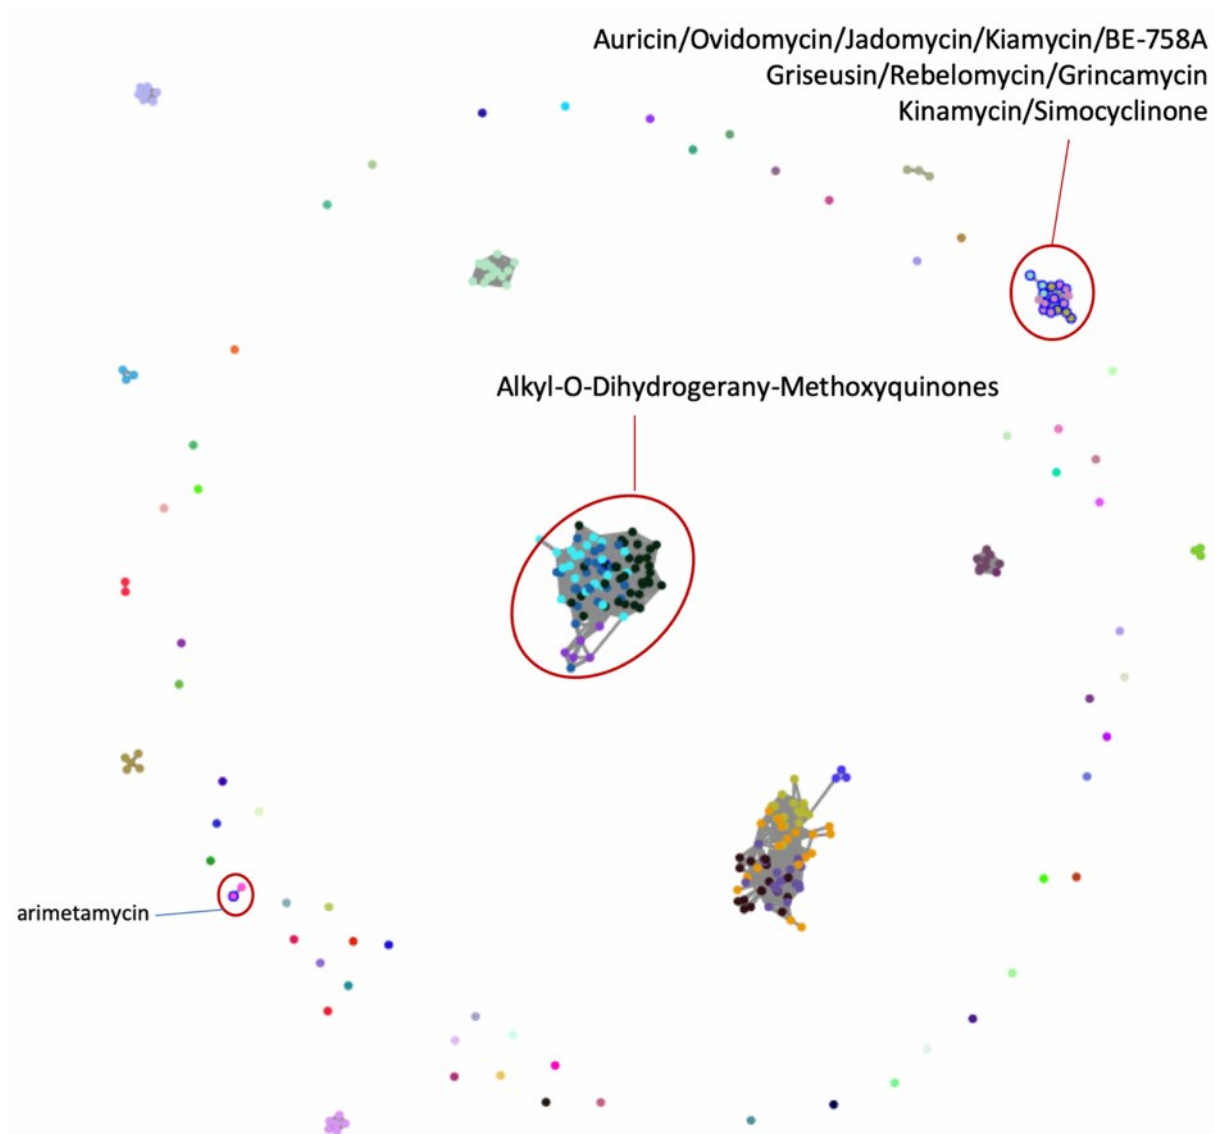 Auricin/Ovidomycin/Jadomycin/Kiamycin/BE-758A
Griseusin/Rebelomycin/Grincamycin
Kinamycin/Simocyclinone
Alkyl-O-Dihydrogerany-Methoxyquinones
arimetamycin